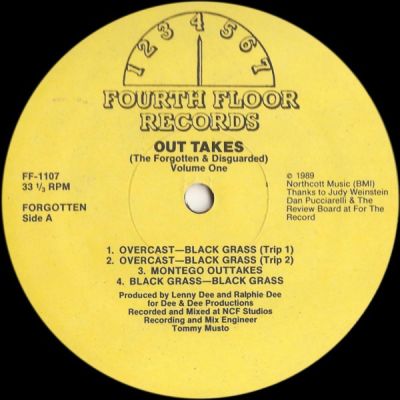 1 2 3 4 5 6 7
FOURTH FLOOR
RECORDS
OUT TAKES
(The Forgotten & Disguarded)
Volume One
FF-1107
33 ⅓ RPM
FORGOTTEN
Side A
℗ 1989
Northcott Music (BMI)
Thanks to Judy Weinstein
Dan Pucciarelli & The
Review Board at For The
Record
1. OVERCAST—BLACK GRASS (Trip 1)
2. OVERCAST—BLACK GRASS (Trip 2)
3. MONTEGO OUTTAKES
4. BLACK GRASS—BLACK GRASS
Produced by Lenny Dee and Ralphie Dee
for Dee & Dee Productions
Recorded and Mixed at NCF Studios
Recording and Mix Engineer
Tommy Musto